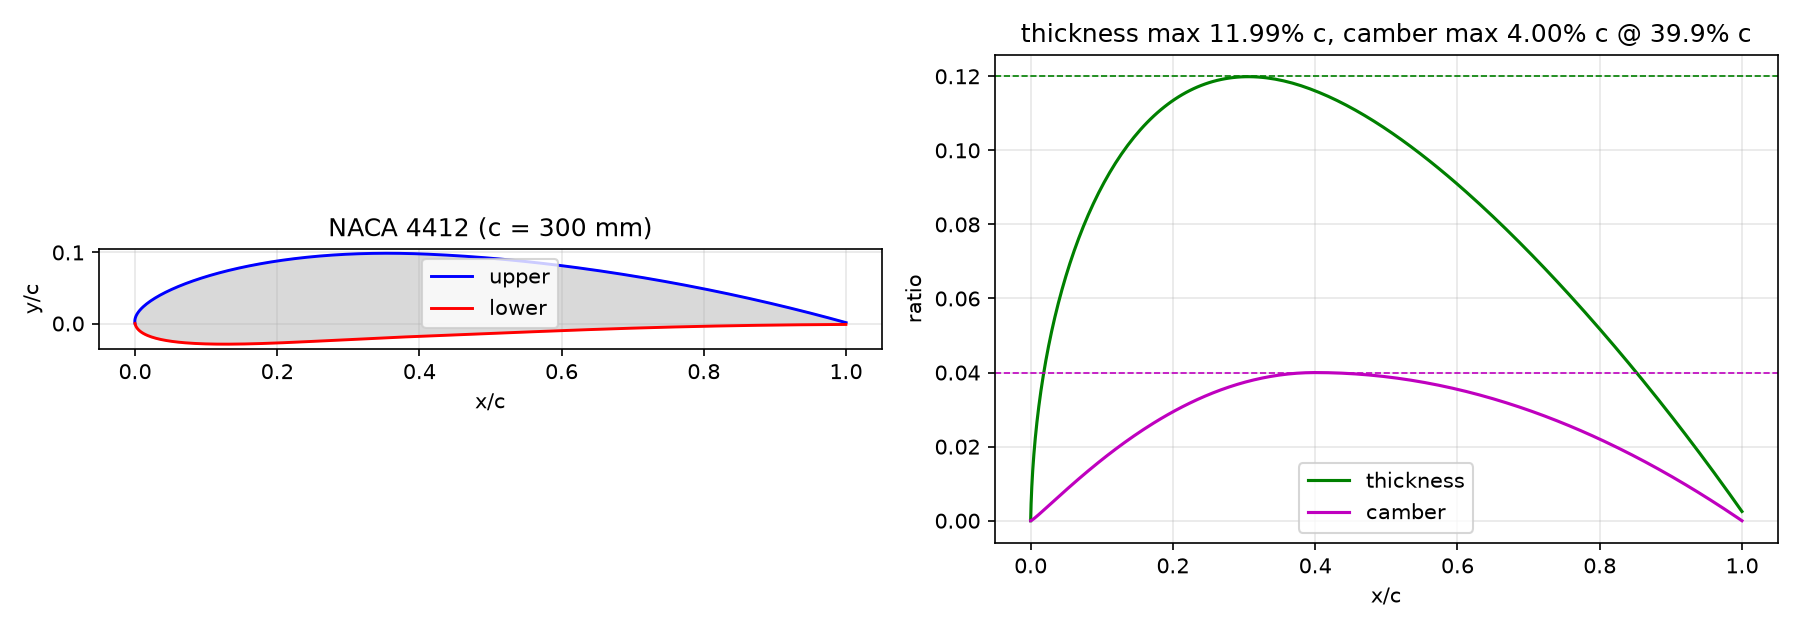 NACA 4412 (c = 300 mm)
y/c
0.1
0.0
upper
lower
0.0 0.2 0.4 0.6 0.8 1.0
x/c
thickness max 11.99% c, camber max 4.00% c @ 39.9% c
ratio
0.12
0.10
0.08
0.06
0.04
0.02
0.00
thickness
camber
0.0 0.2 0.4 0.6 0.8 1.0
x/c